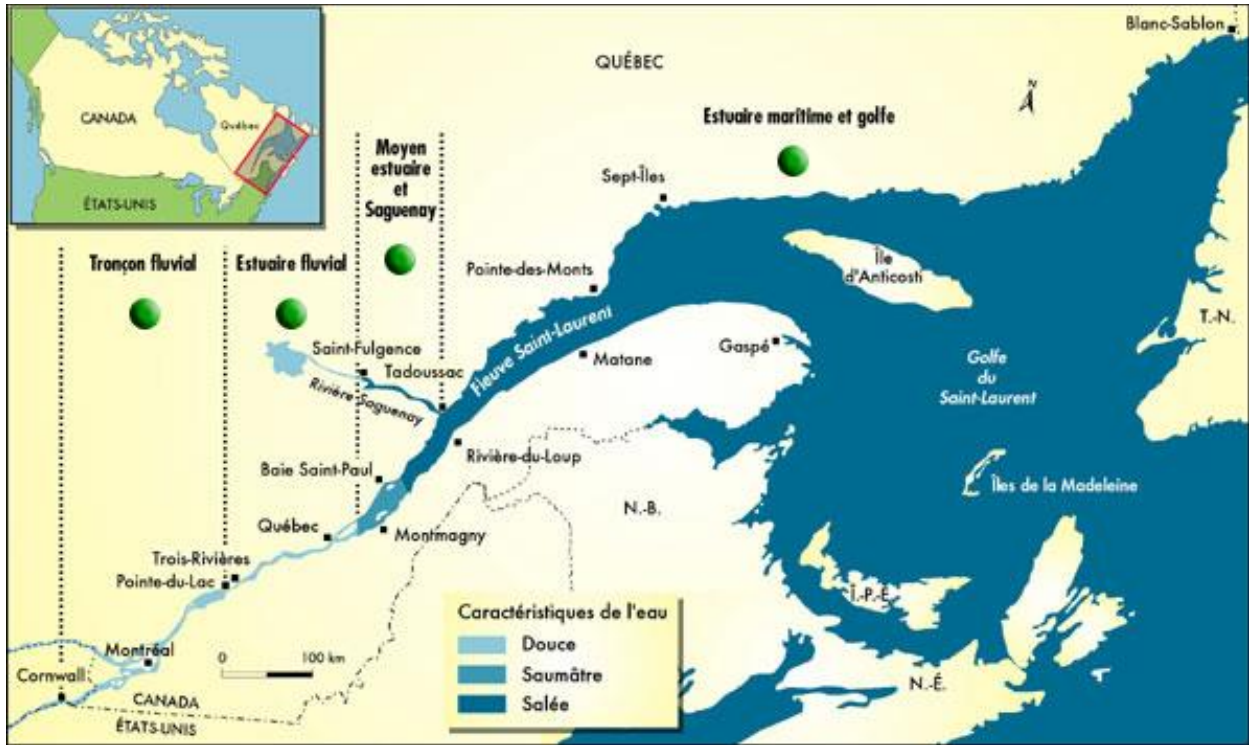 CANADA
Québec
ÉTATS-UNIS
QUÉBEC
Blanc-Sablon
N
Estuaire maritime et golfe
Moyen
estuaire
et
Saguenay
Sept-Îles
Tronçon fluvial
Estuaire fluvial
Pointe-des-Monts
Île
d'Anticosti
T.-N.
Saint-Fulgence
Tadoussac
Rivière Saguenay
Fleuve Saint-Laurent
Matane
Gaspé
Golfe
du
Saint-Laurent
Rivière-du-Loup
Baie Saint-Paul
Îles de la Madeleine
N.-B.
Québec
Montmagny
Trois-Rivières
Pointe-du-Lac
Î.-P.-É.
Caractéristiques de l'eau
Douce
Saumâtre
Salée
Montréal
0 100 km
Cornwall
N.-É.
CANADA
ÉTATS-UNIS